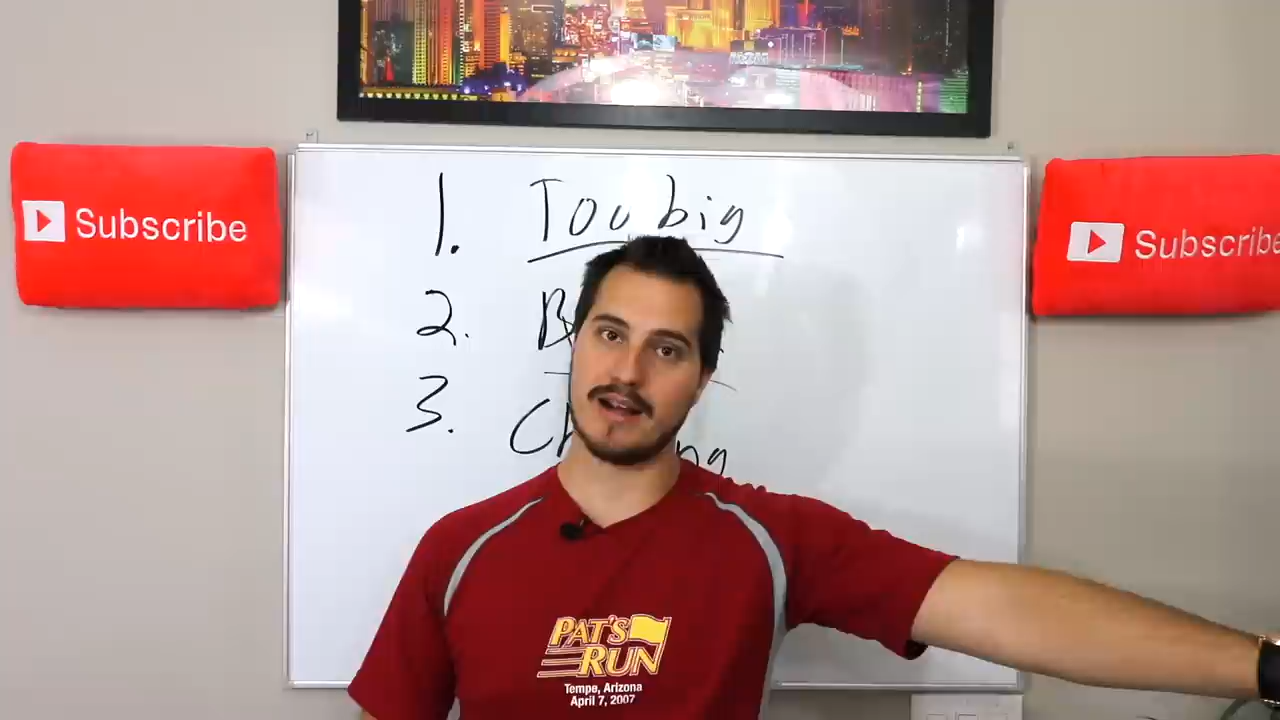 Subscribe
Subscribe
1. Too big
2.
3.
PAT'S
RUN
Tempe, Arizona
April 7, 2007